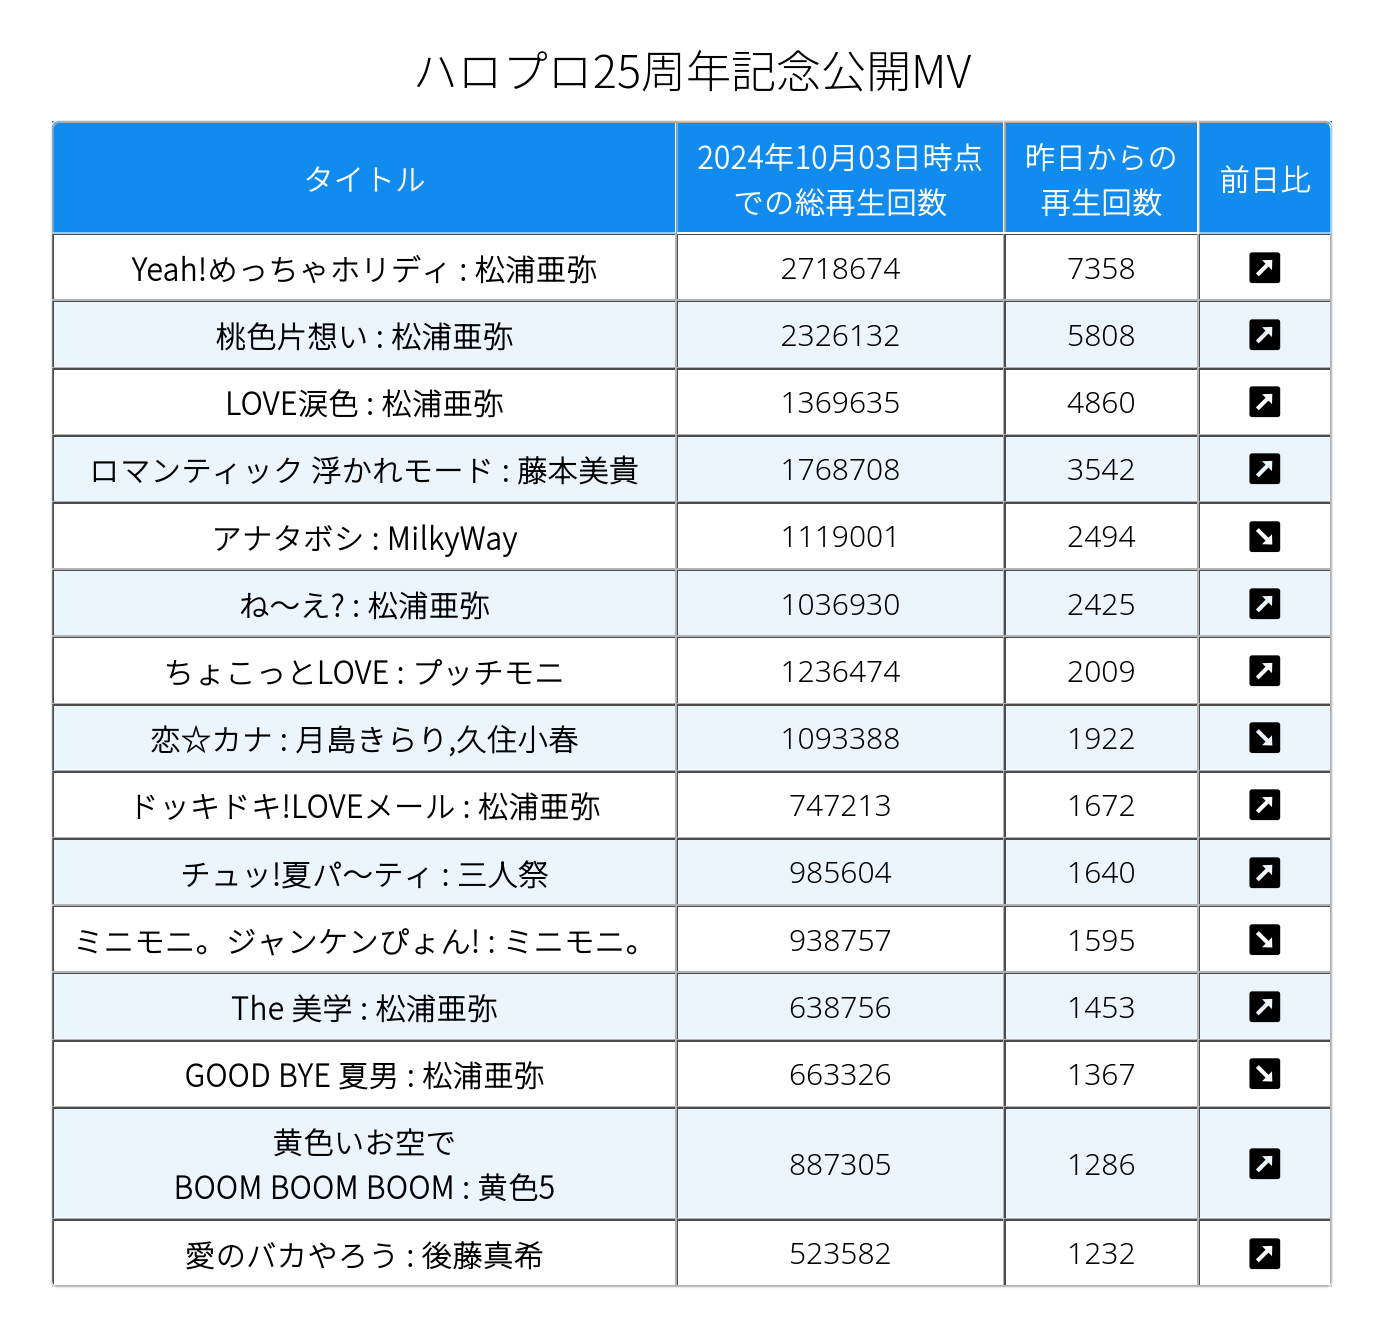 ハロプロ25周年記念公開MV
タイトル
2024年10月03日時点
での総再生回数
昨日からの
再生回数
前日比
Yeah!めっちゃホリディ : 松浦亜弥 2718674 7358
桃色片想い : 松浦亜弥 2326132 5808
LOVE涙色 : 松浦亜弥 1369635 4860
ロマンティック 浮かれモード : 藤本美貴 1768708 3542
アナタボシ : MilkyWay 1119001 2494
ね～え? : 松浦亜弥 1036930 2425
ちょこっとLOVE : プッチモニ 1236474 2009
恋☆カナ : 月島きらり,久住小春 1093388 1922
ドッキドキ!LOVEメール : 松浦亜弥 747213 1672
チュッ!夏パ～ティ : 三人祭 985604 1640
ミニモニ。ジャンケンぴょん! : ミニモニ。 938757 1595
The 美学 : 松浦亜弥 638756 1453
GOOD BYE 夏男 : 松浦亜弥 663326 1367
黄色いお空で
BOOM BOOM BOOM : 黄色5 887305 1286
愛のバカやろう : 後藤真希 523582 1232